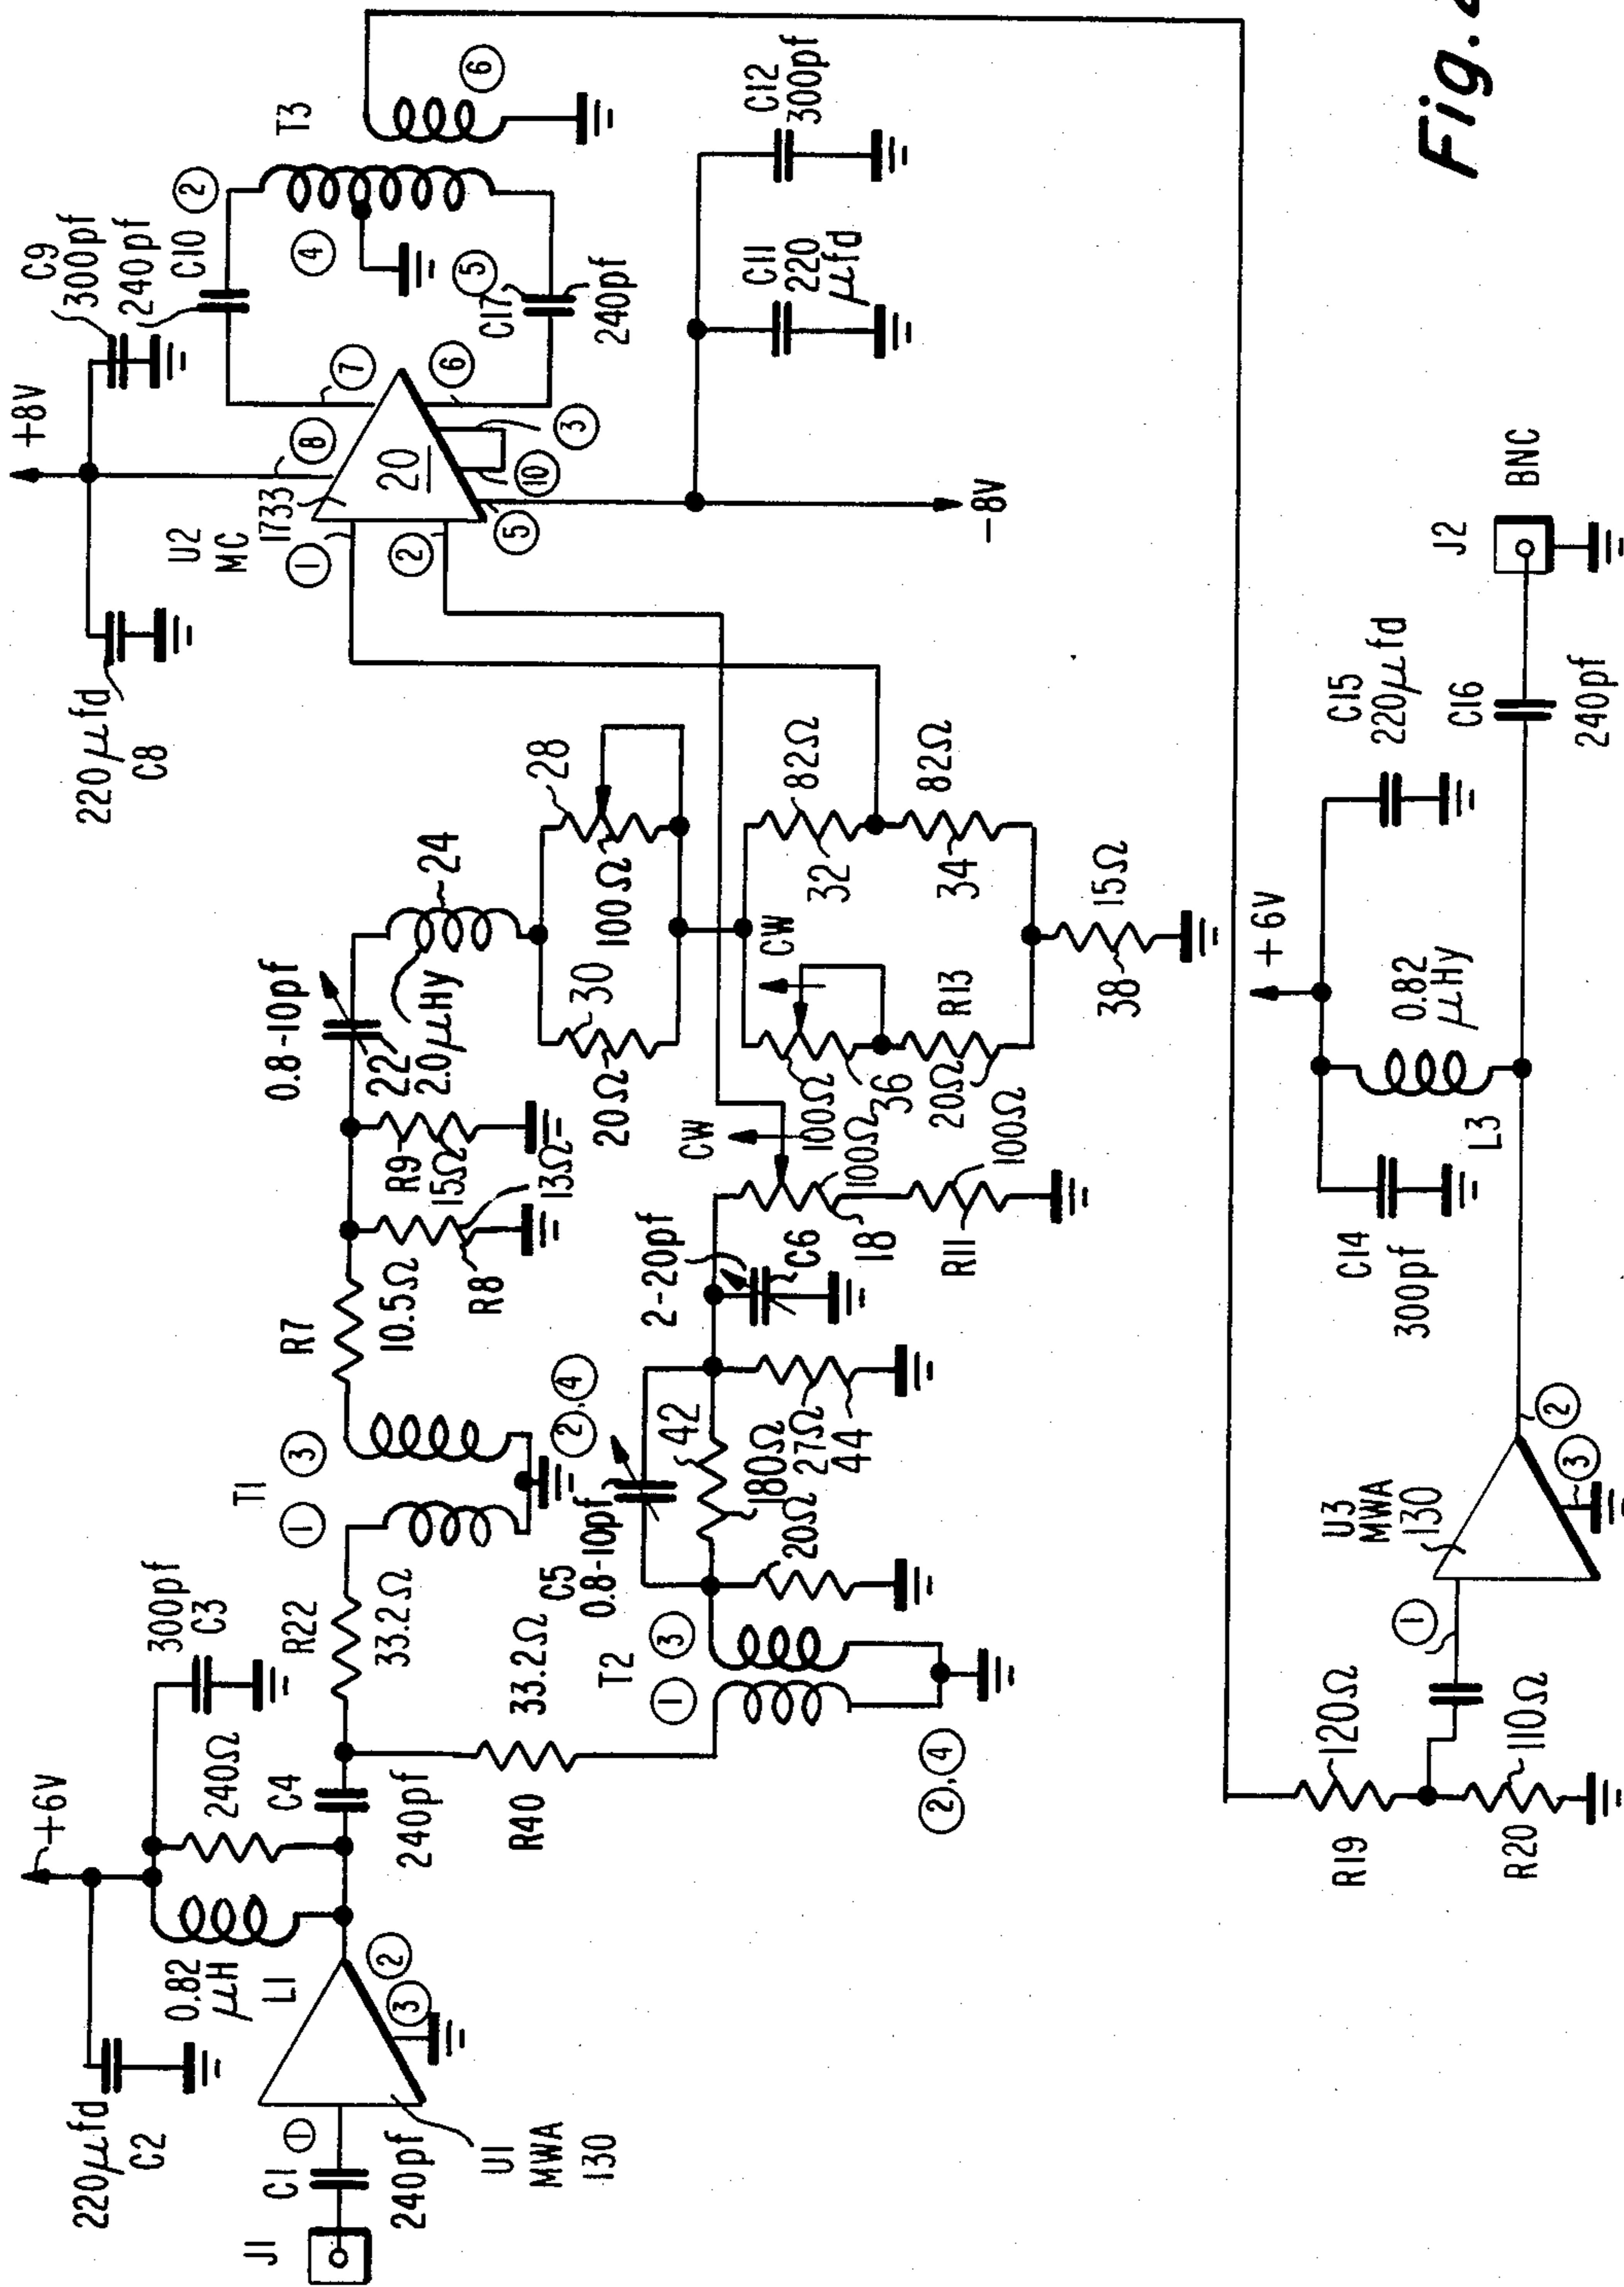 J1
C1
240pf
①
U1
MWA
130
②
③
220μfd
C2
+6V
0.82
μH
L1
240Ω
300pf
C3
C4
240pf
R22
33.2Ω
R40
33.2Ω
T1
①
③
②,④
T2
①
③
②,④
R7
10.5Ω
R8
13Ω
R9
15Ω
0.8-10pf
22
2.0μHy
24
28
100Ω
30
20Ω
C5
0.8-10pf
42
180Ω
20Ω
27Ω
44
2-20pf
C6
18
100Ω
R11
100Ω
CW
CW
100Ω
36
20Ω
R13
82Ω
32
82Ω
34
15Ω
38
220μfd
C8
+8V
C9
300pf
240pf
C10
U2
MC
1733
20
①
②
⑧
⑦
⑥
③
⑩
⑤
-8V
②
④
⑤
C17
240pf
T3
⑥
C11
220
μfd
C12
300pf
R19
120Ω
R20
110Ω
①
U3
MWA
130
②
③
+6V
C14
300pf
L3
0.82
μHy
C15
220μfd
C16
240pf
J2
BNC
Fig.